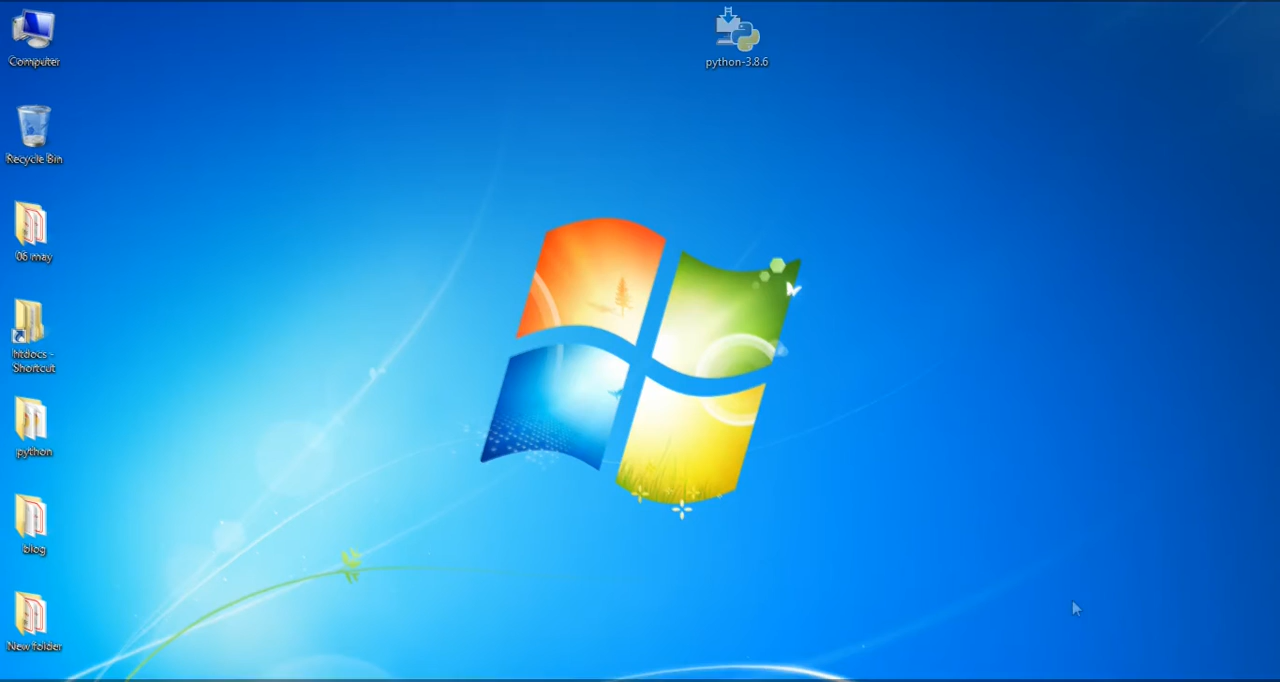 Computer
python-3.8.6
Recycle Bin
06 may
htdocs -
Shortcut
python
blog
New folder